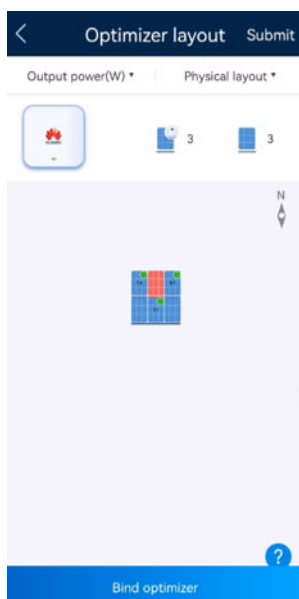 Optimizer layout Submit
Output power(W) Physical layout
3 3
N
?
Bind optimizer